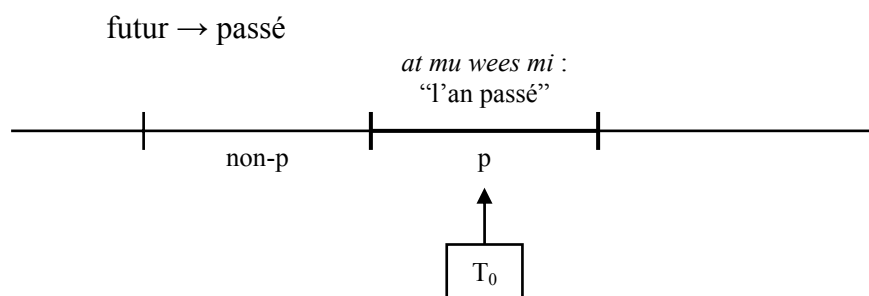 futur → passé
at mu wees mi :
“l’an passé”
non-p
p
T₀